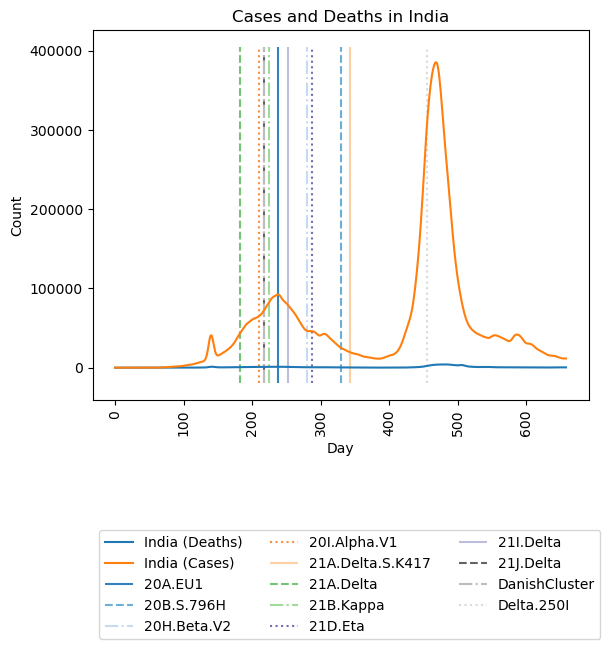 Cases and Deaths in India
400000
300000
200000
100000
0
Count
0 100 200 300 400 500 600
Day
India (Deaths) 20I.Alpha.V1 21I.Delta
India (Cases) 21A.Delta.S.K417 21J.Delta
20A.EU1 21A.Delta DanishCluster
20B.S.796H 21B.Kappa Delta.250I
20H.Beta.V2 21D.Eta